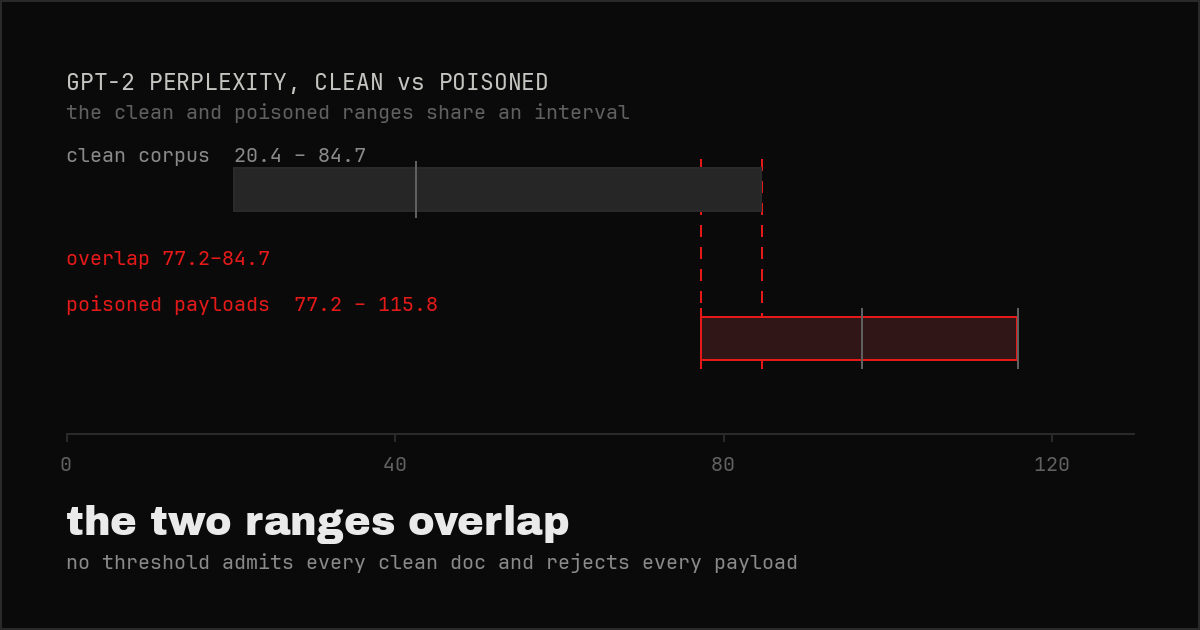 GPT-2 PERPLEXITY, CLEAN vs POISONED
the clean and poisoned ranges share an interval
clean corpus  20.4 – 84.7
overlap 77.2–84.7
poisoned payloads  77.2 – 115.8
0 40 80 120
the two ranges overlap
no threshold admits every clean doc and rejects every payload